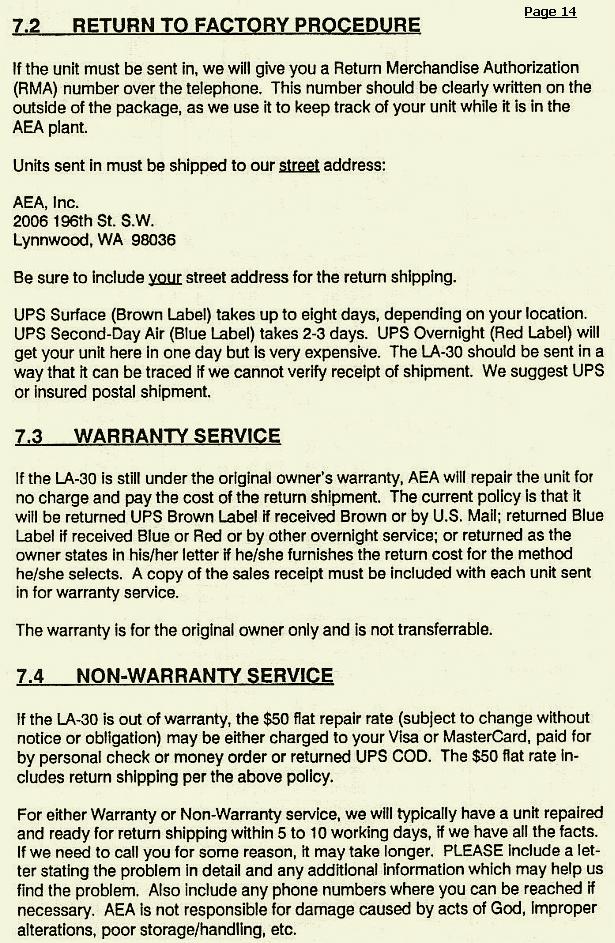 Page 14
7.2 RETURN TO FACTORY PROCEDURE
If the unit must be sent in, we will give you a Return Merchandise Authorization
(RMA) number over the telephone. This number should be clearly written on the
outside of the package, as we use it to keep track of your unit while it is in the
AEA plant.
Units sent in must be shipped to our street address:
AEA, Inc.
2006 196th St. S.W.
Lynnwood, WA 98036
Be sure to include your street address for the return shipping.
UPS Surface (Brown Label) takes up to eight days, depending on your location.
UPS Second-Day Air (Blue Label) takes 2-3 days. UPS Overnight (Red Label) will
get your unit here in one day but is very expensive. The LA-30 should be sent in a
way that it can be traced if we cannot verify receipt of shipment. We suggest UPS
or insured postal shipment.
7.3 WARRANTY SERVICE
If the LA-30 is still under the original owner's warranty, AEA will repair the unit for
no charge and pay the cost of the return shipment. The current policy is that it
will be returned UPS Brown Label if received Brown or by U.S. Mail; returned Blue
Label if received Blue or Red or by other overnight service; or returned as the
owner states in his/her letter if he/she furnishes the return cost for the method
he/she selects. A copy of the sales receipt must be included with each unit sent
in for warranty service.
The warranty is for the original owner only and is not transferrable.
7.4 NON-WARRANTY SERVICE
If the LA-30 is out of warranty, the $50 flat repair rate (subject to change without
notice or obligation) may be either charged to your Visa or MasterCard, paid for
by personal check or money order or returned UPS COD. The $50 flat rate in-
cludes return shipping per the above policy.
For either Warranty or Non-Warranty service, we will typically have a unit repaired
and ready for return shipping within 5 to 10 working days, if we have all the facts.
If we need to call you for some reason, it may take longer. PLEASE include a let-
ter stating the problem in detail and any additional information which may help us
find the problem. Also include any phone numbers where you can be reached if
necessary. AEA is not responsible for damage caused by acts of God, improper
alterations, poor storage/handling, etc.